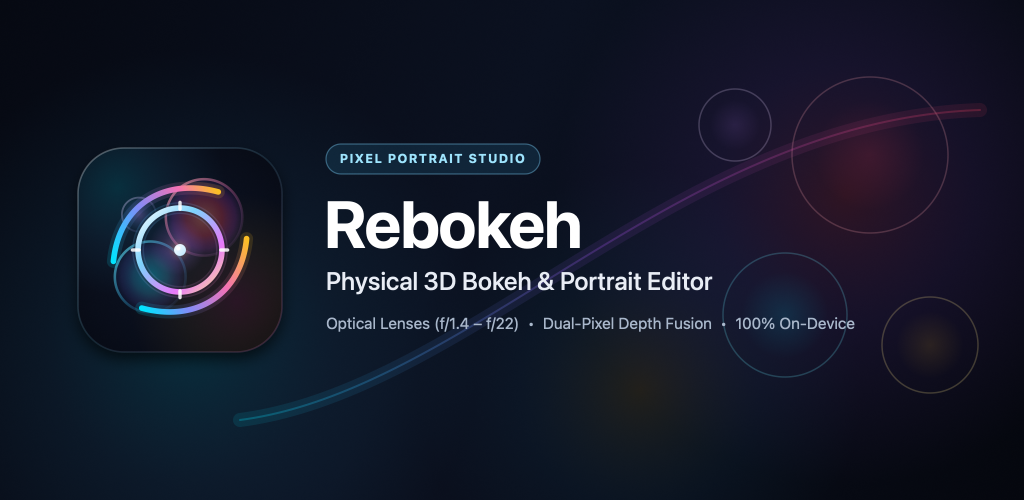 PIXEL PORTRAIT STUDIO
Rebokeh
Physical 3D Bokeh & Portrait Editor
Optical Lenses (f/1.4 – f/22) • Dual-Pixel Depth Fusion • 100% On-Device